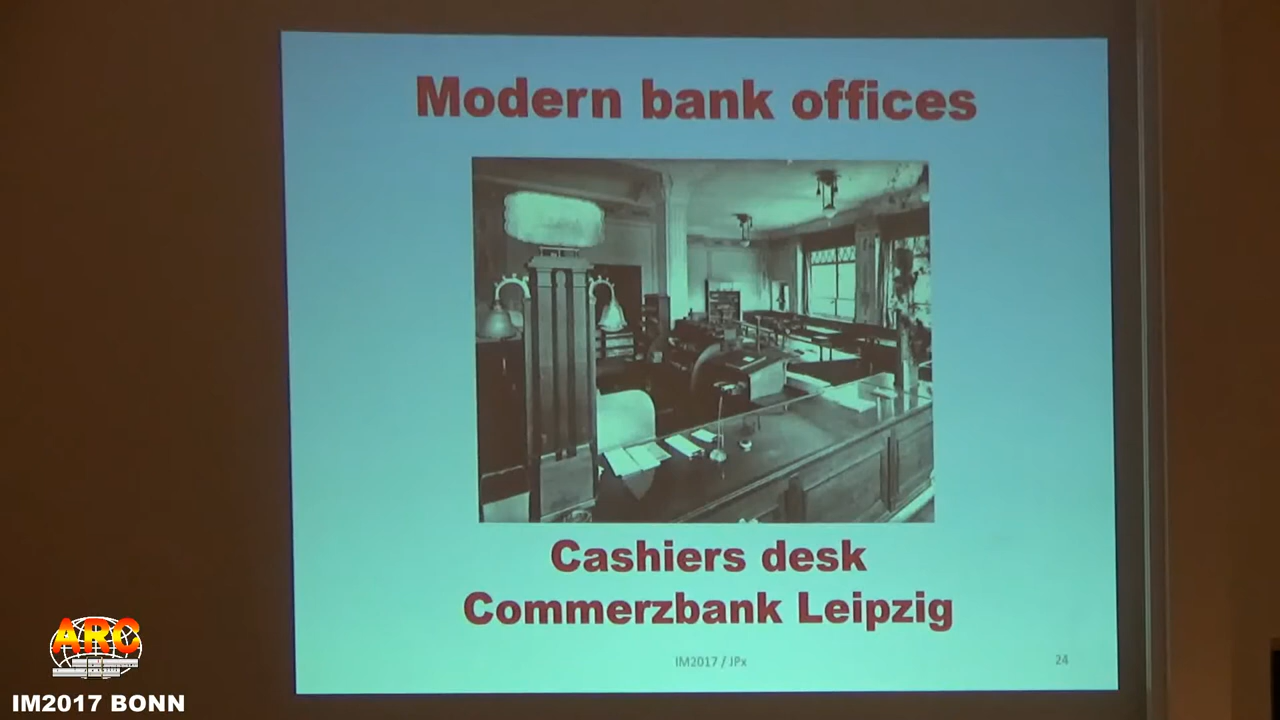 Modern bank offices
Cashiers desk
Commerzbank Leipzig
IM2017 / JPx
24
ARC
IM2017 BONN